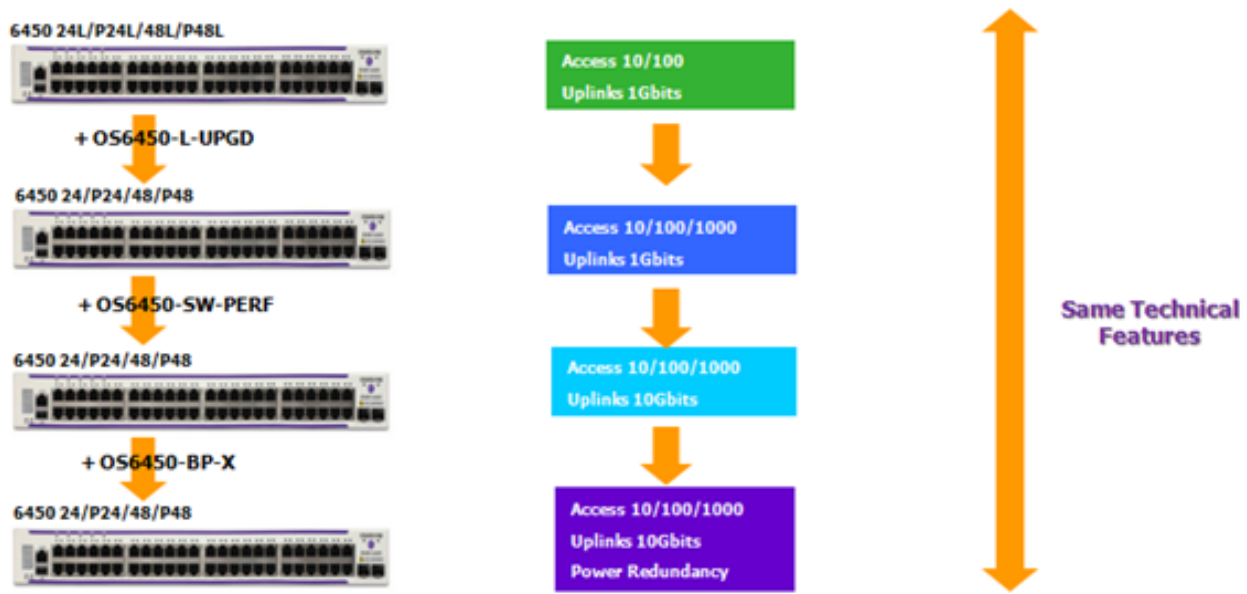 6450 24L/P24L/48L/P48L
Access 10/100
Uplinks 1Gbits
+ OS6450-L-UPGD
6450 24/P24/48/P48
Access 10/100/1000
Uplinks 1Gbits
+ OS6450-SW-PERF
Same Technical
Features
6450 24/P24/48/P48
Access 10/100/1000
Uplinks 10Gbits
+ OS6450-BP-X
6450 24/P24/48/P48
Access 10/100/1000
Uplinks 10Gbits
Power Redundancy